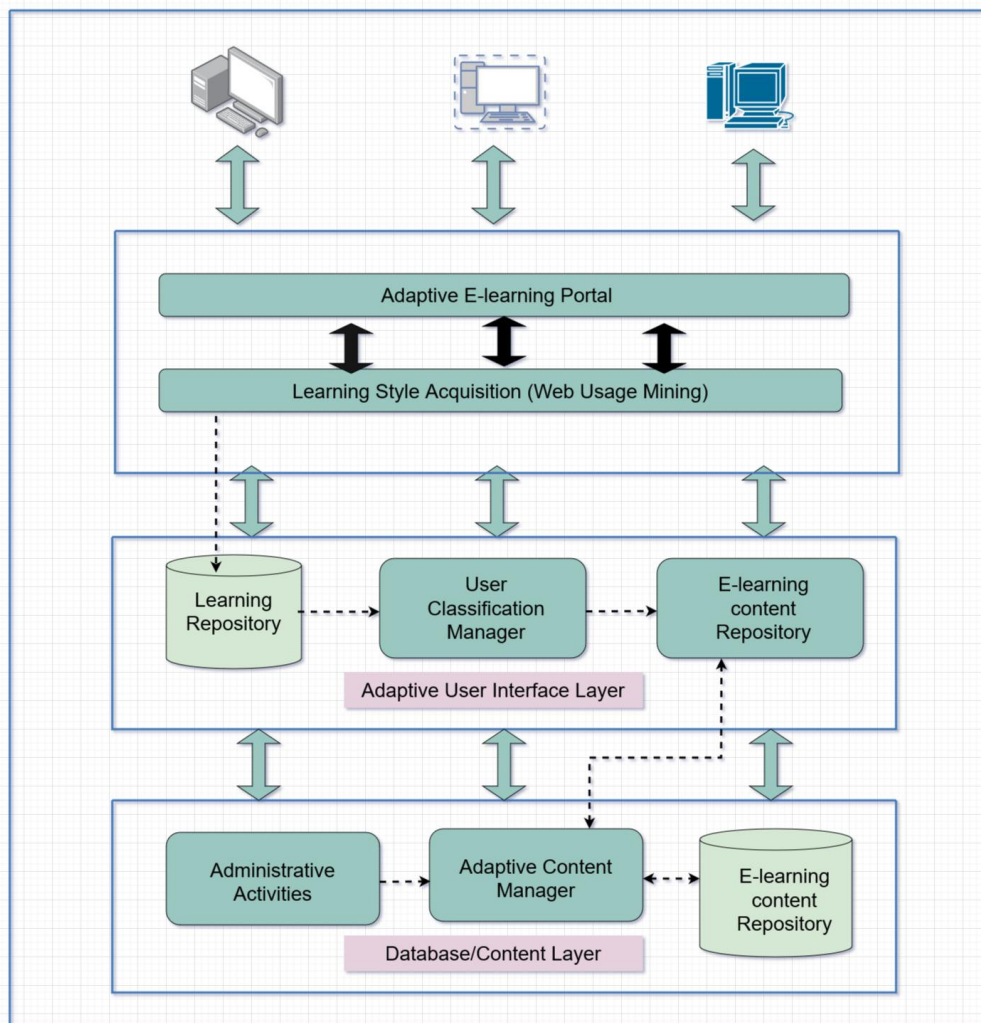 Adaptive E-learning Portal
Learning Style Acquisition (Web Usage Mining)
Learning
Repository
User
Classification
Manager
E-learning
content
Repository
Adaptive User Interface Layer
Administrative
Activities
Adaptive Content
Manager
E-learning
content
Repository
Database/Content Layer